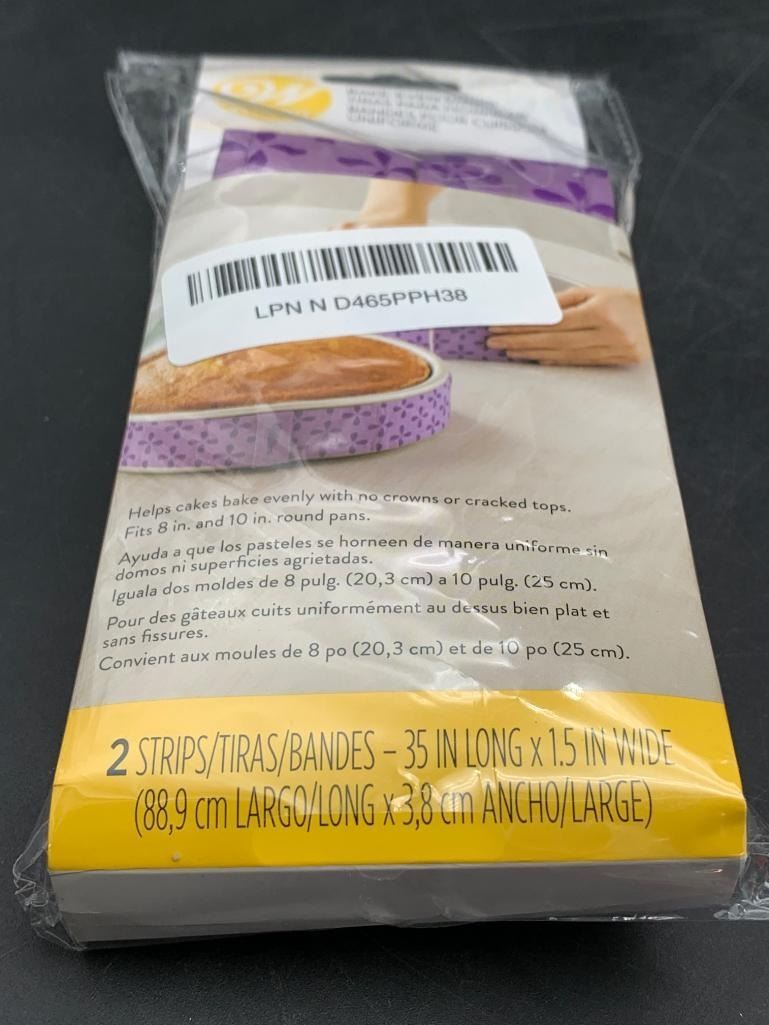 W
BANDES POUR CUISSON
UNIFORME
LPN N D465PPH38
Helps cakes bake evenly with no crowns or cracked tops.
Fits 8 in. and 10 in. round pans.
Ayuda a que los pasteles se horneen de manera uniforme sin
domos ni superficies agrietadas.
Iguala dos moldes de 8 pulg. (20,3 cm) a 10 pulg. (25 cm).
Pour des gâteaux cuits uniformément au dessus bien plat et
sans fissures.
Convient aux moules de 8 po (20,3 cm) et de 10 po (25 cm).
2 STRIPS/TIRAS/BANDES – 35 IN LONG x 1.5 IN WIDE
(88,9 cm LARGO/LONG x 3,8 cm ANCHO/LARGE)